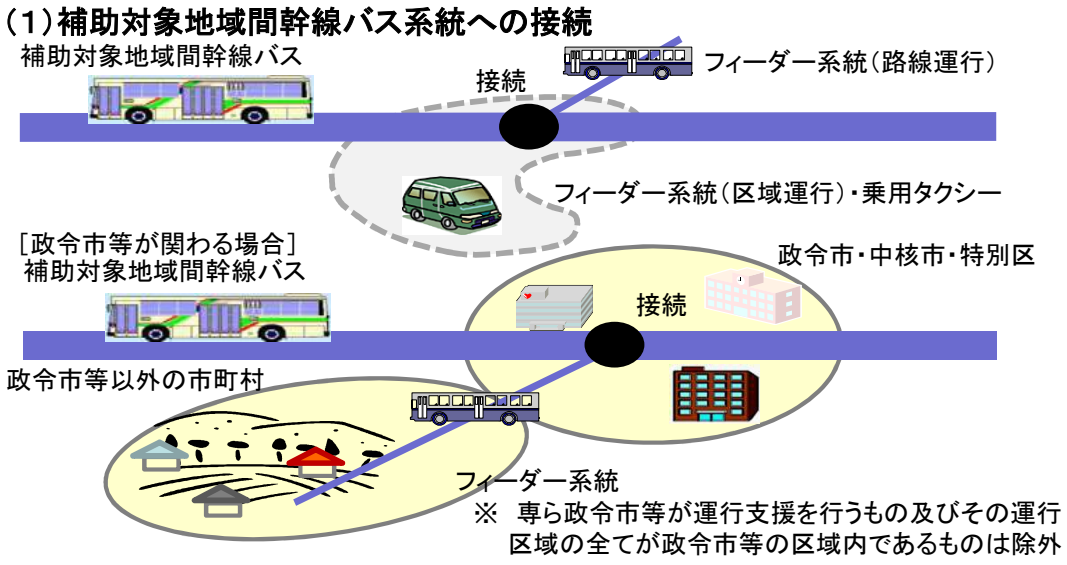 （１）補助対象地域間幹線バス系統への接続
補助対象地域間幹線バス
フィーダー系統（路線運行）
接続
フィーダー系統（区域運行）・乗用タクシー
［政令市等が関わる場合］
補助対象地域間幹線バス
政令市・中核市・特別区
接続
政令市等以外の市町村
フィーダー系統
※　専ら政令市等が運行支援を行うもの及びその運行
区域の全てが政令市等の区域内であるものは除外